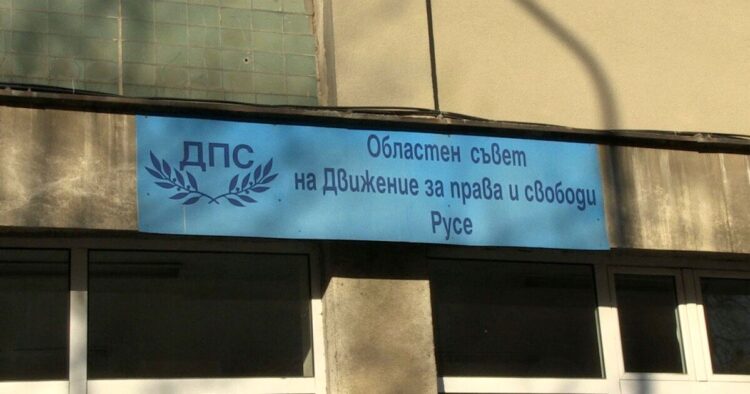 ДПС
Областен съвет
на Движение за права и свободи
Русе